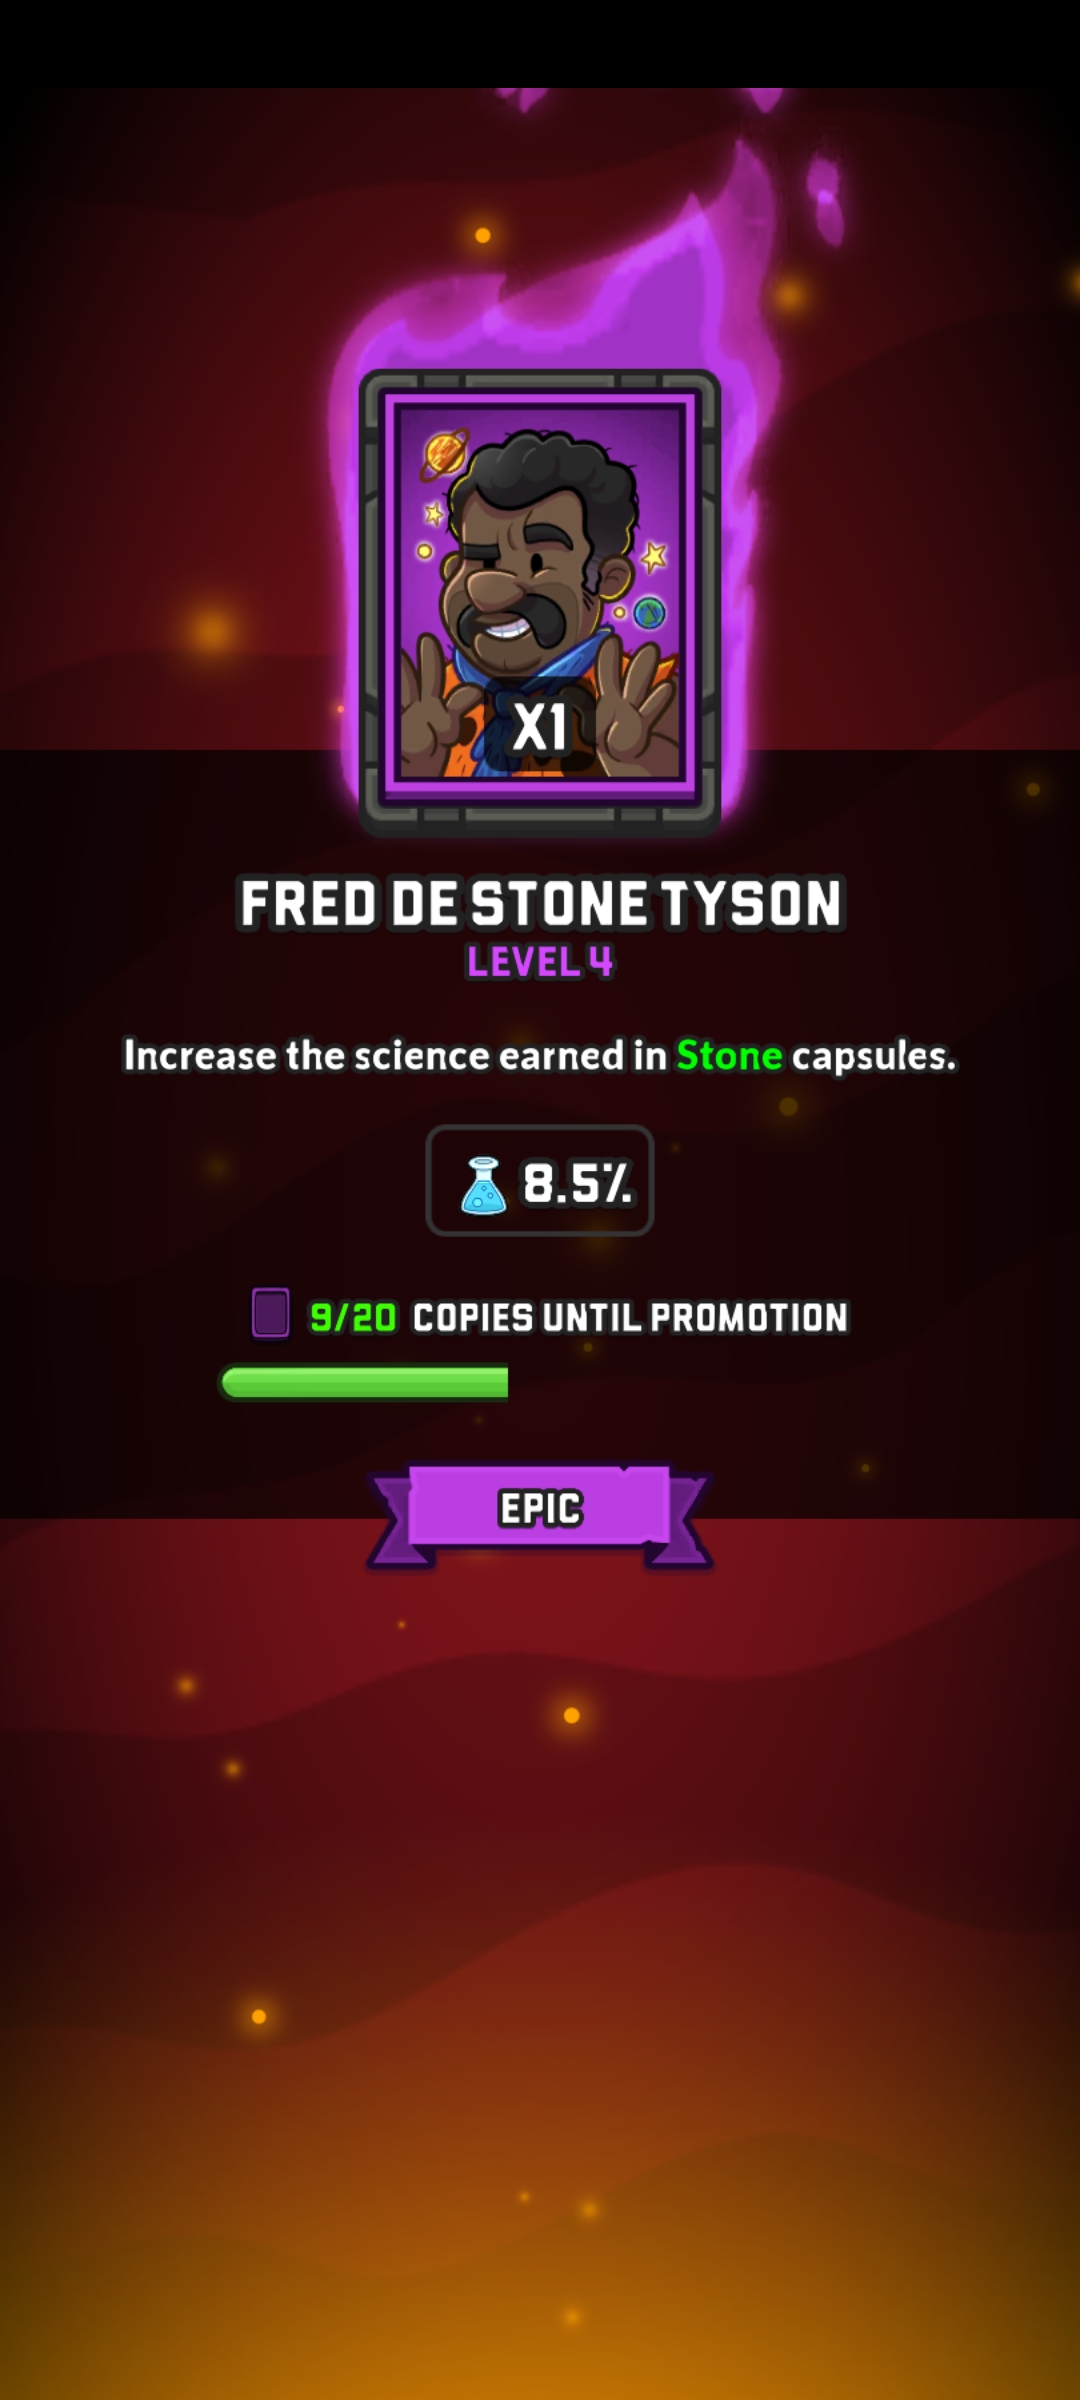 X1
FRED DE STONE TYSON
LEVEL 4
Increase the science earned in Stone capsules.
8.5%
9/20 COPIES UNTIL PROMOTION
EPIC